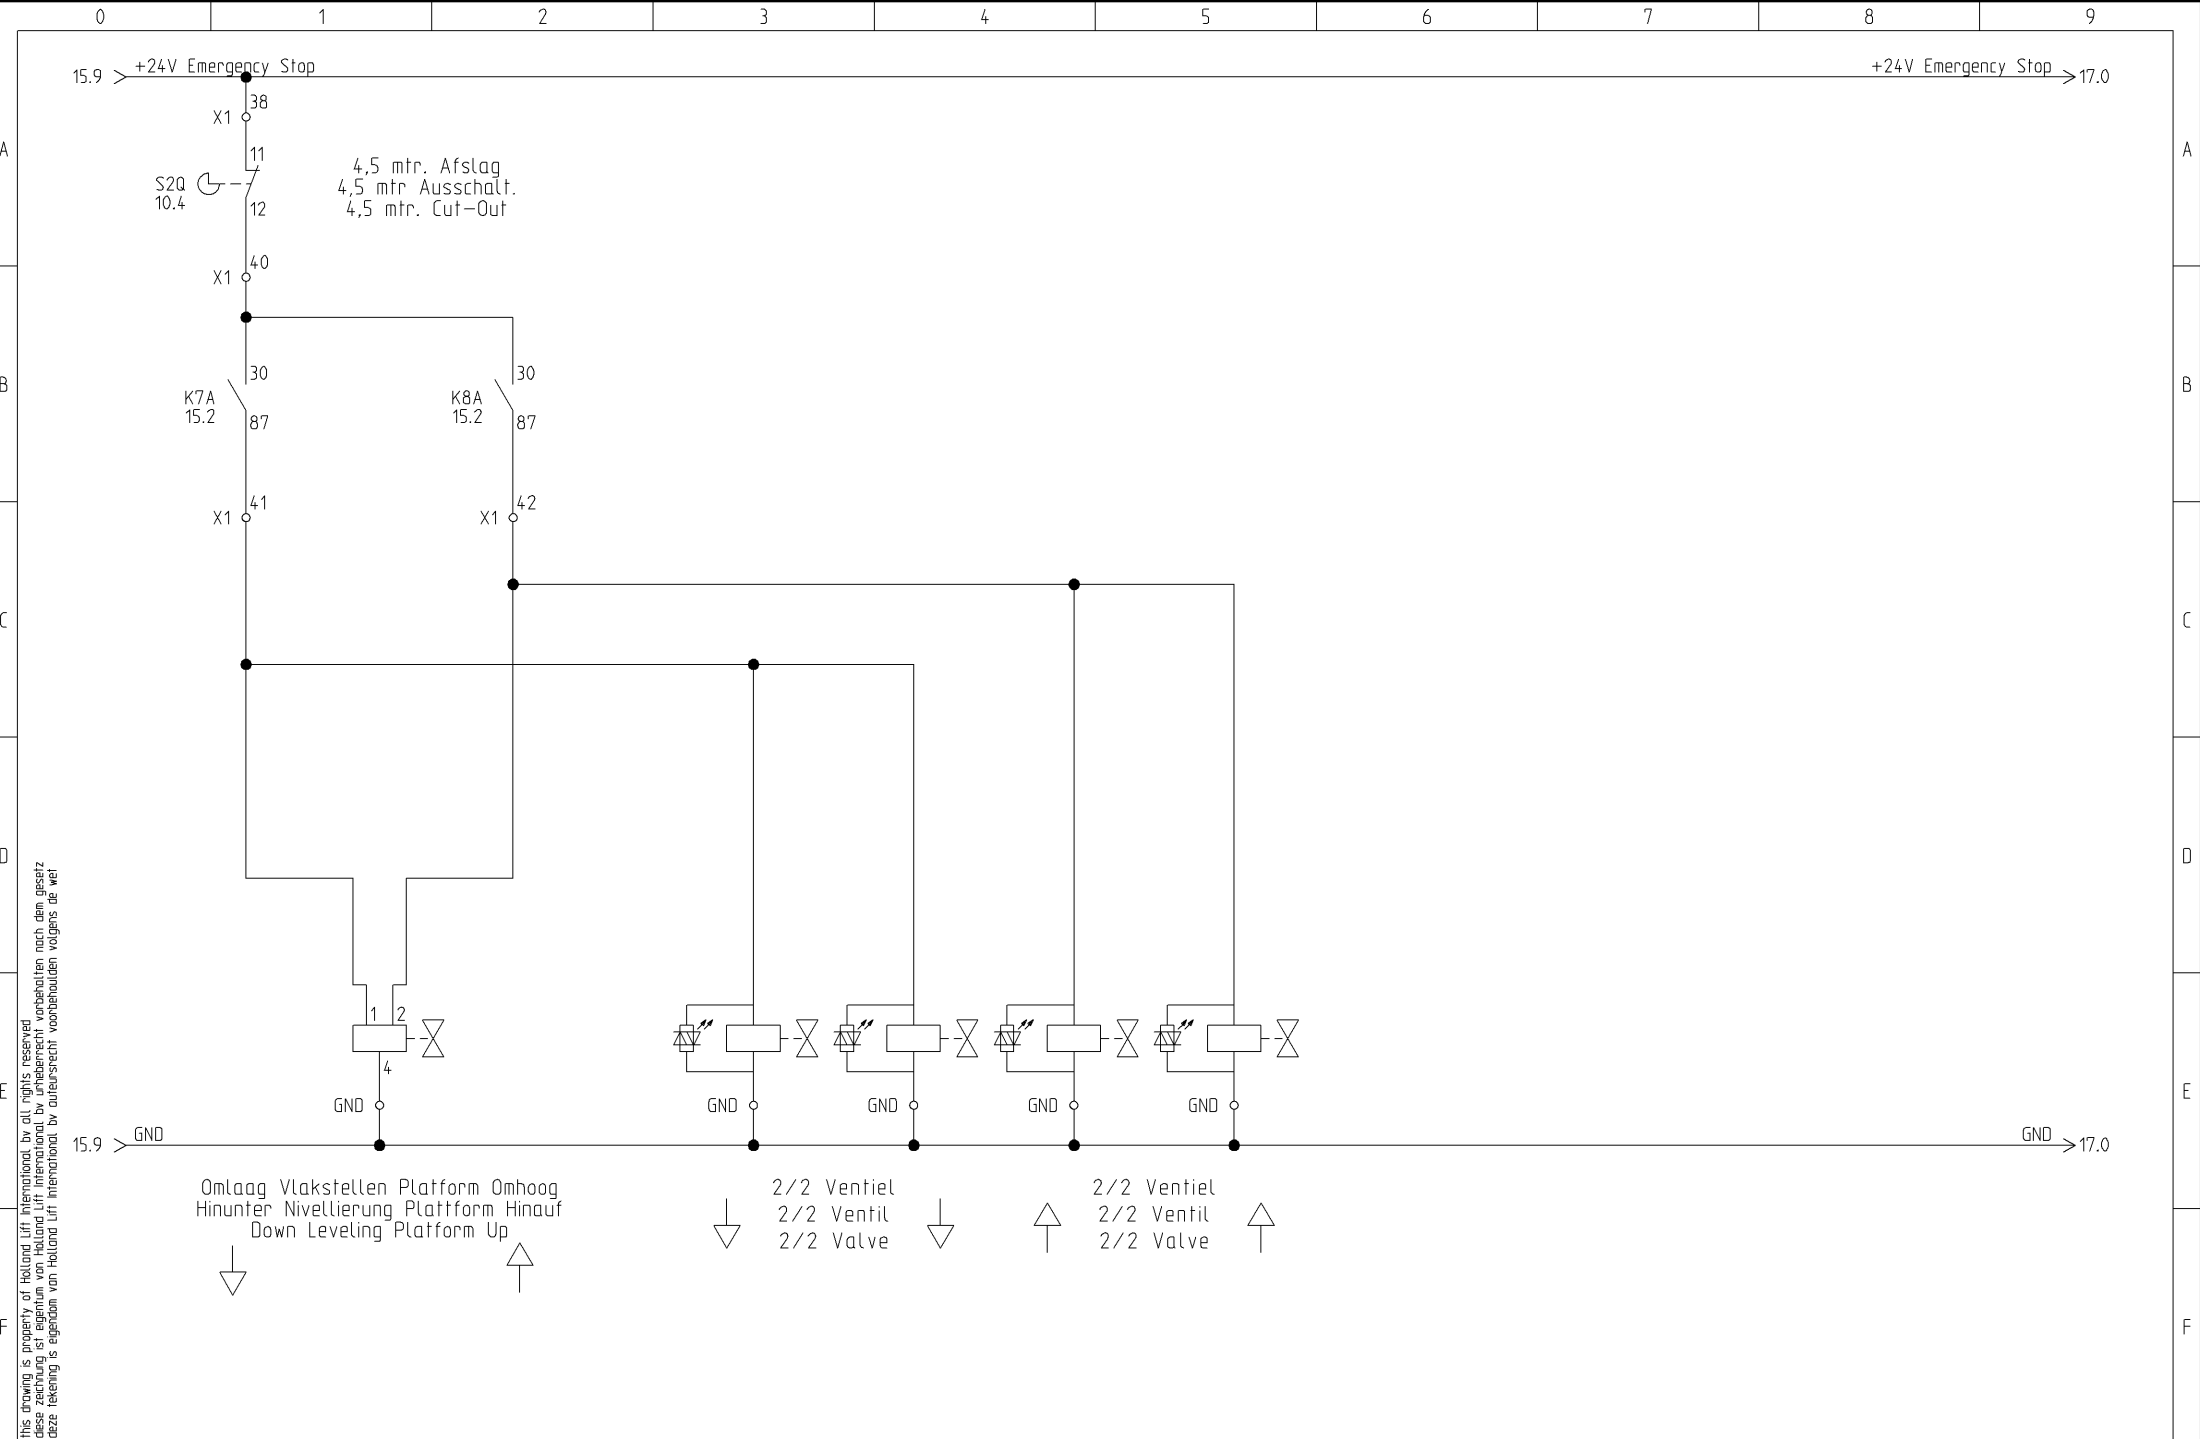 0 1 2 3 4 5 6 7 8 9
15.9 +24V Emergency Stop +24V Emergency Stop 17.0
38
X1
A A
11
S2Q
10.4
12
4,5 mtr. Afslag
4,5 mtr Ausschalt.
4,5 mtr. Cut-Out
40
X1
B B
30 30
K7A K8A
15.2 15.2
87 87
41 42
X1 X1
C C
D D
1 2
4
E E
GND GND GND GND GND
15.9 GND GND 17.0
Omlaag Vlakstellen Platform Omhoog
Hinunter Nivellierung Plattform Hinauf
Down Leveling Platform Up
2/2 Ventiel
2/2 Ventil
2/2 Valve
2/2 Ventiel
2/2 Ventil
2/2 Valve
F F
this drawing is property of Holland Lift International bv all rights reserved
diese zeichnung ist eigentum von Holland Lift International bv urheberrecht vorbehalten nach dem gesetz
deze tekening is eigendom van Holland Lift International bv auteursrecht voorbehoulden volgens de wet